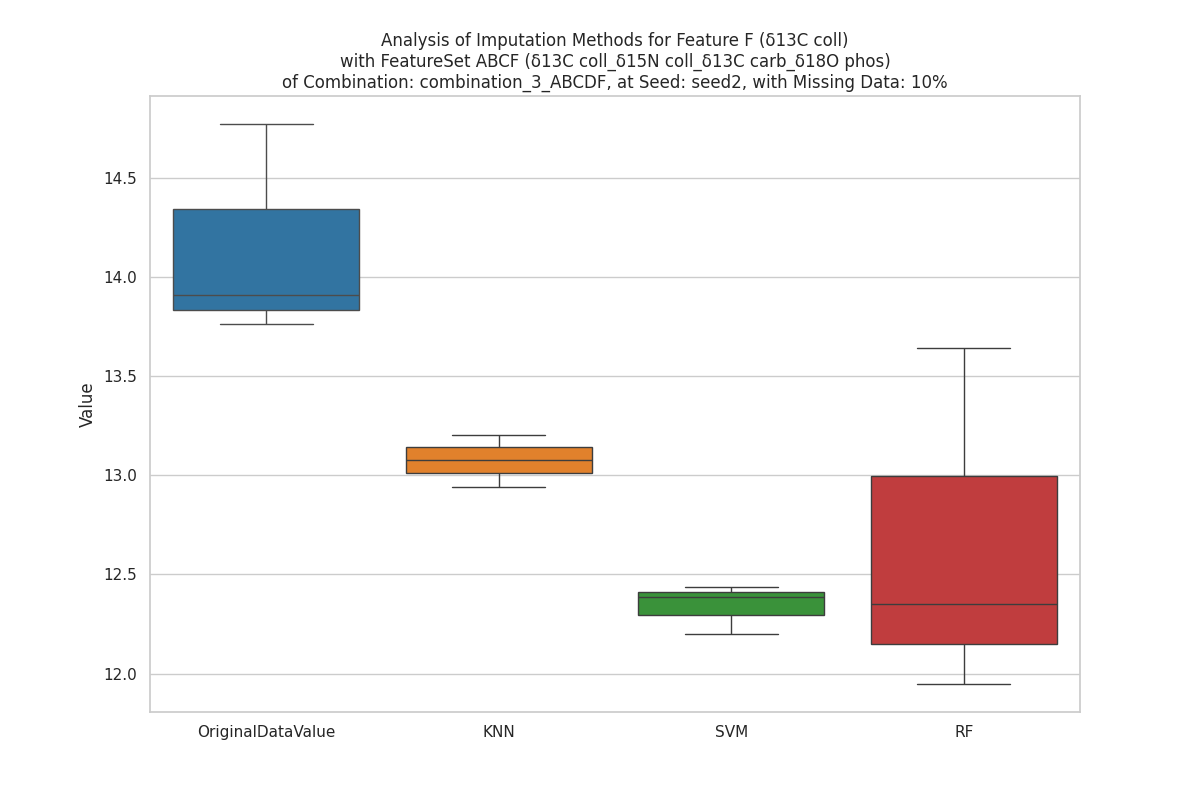 Analysis of Imputation Methods for Feature F (δ13C coll)
with FeatureSet ABCF (δ13C coll_δ15N coll_δ13C carb_δ18O phos)
of Combination: combination_3_ABCDF, at Seed: seed2, with Missing Data: 10%
14.5
14.0
13.5
13.0
12.5
12.0
Value
OriginalDataValue
KNN
SVM
RF